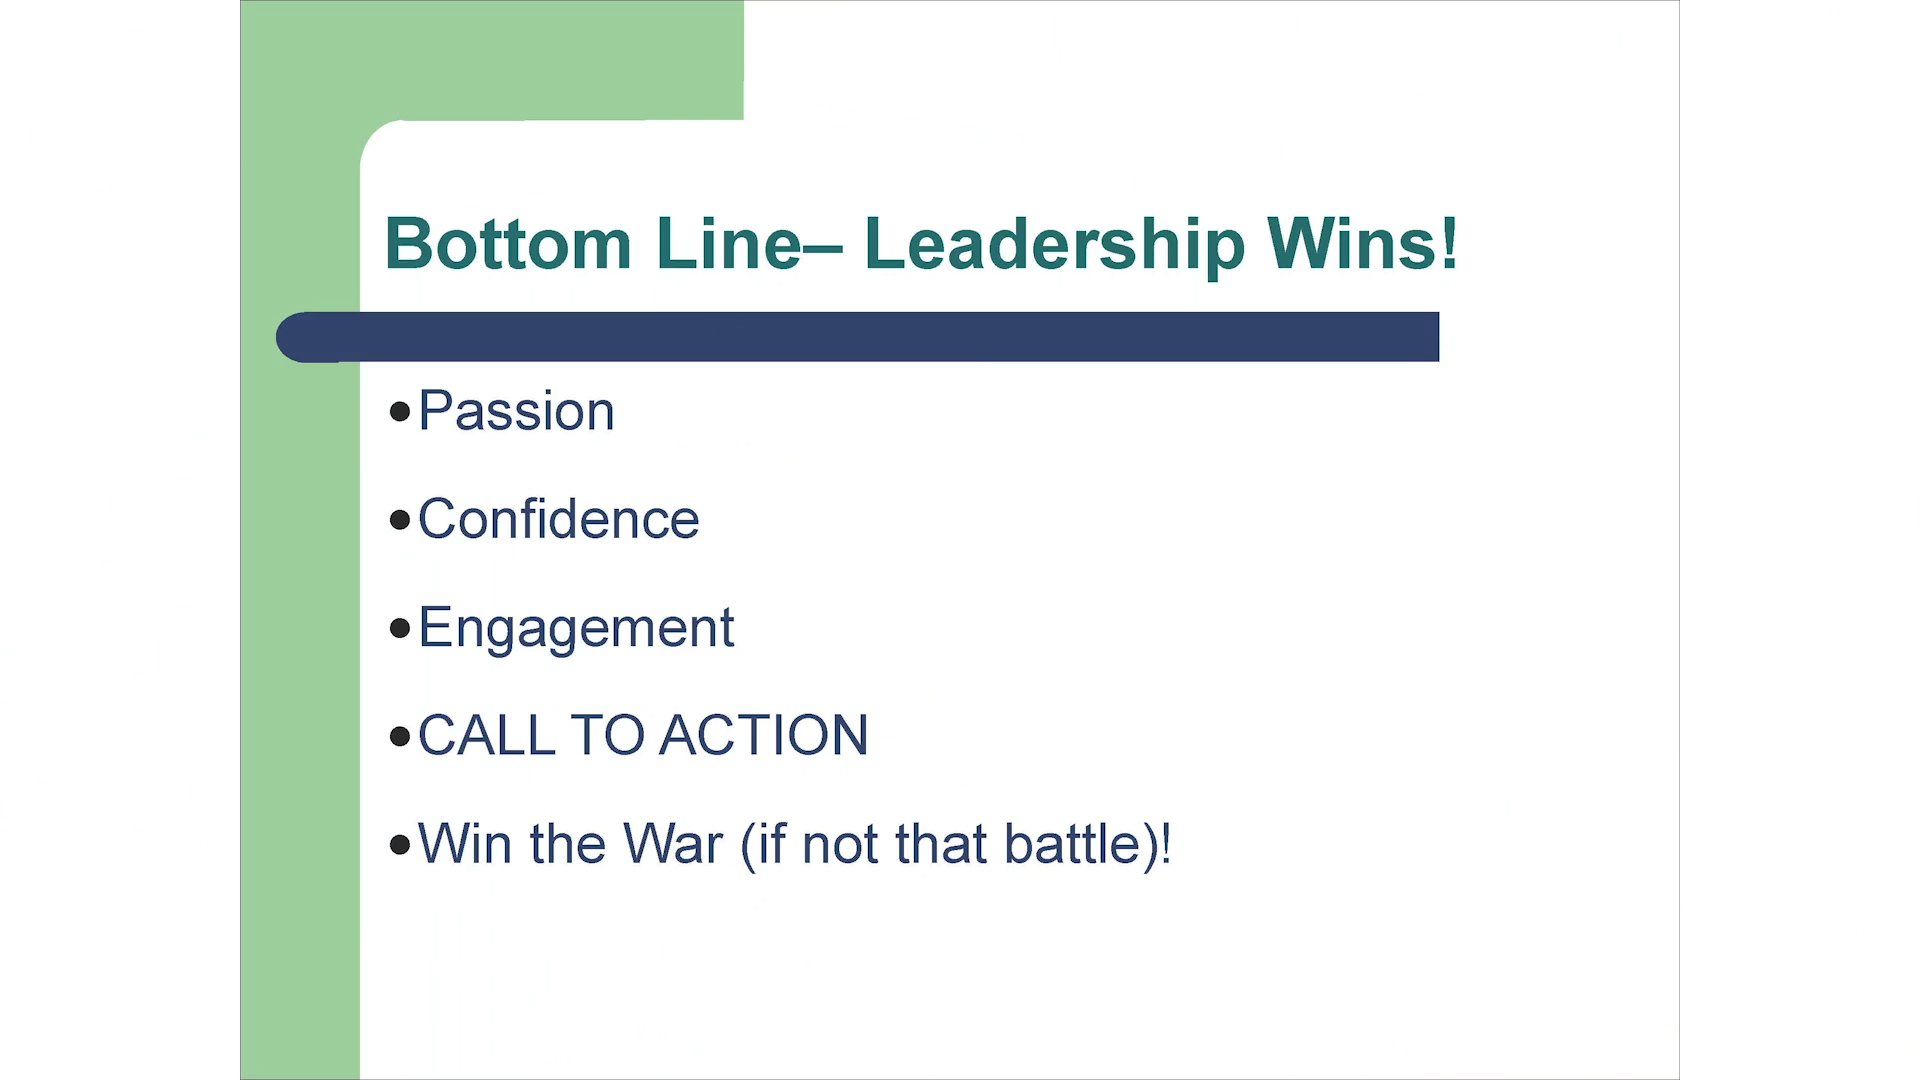 Bottom Line– Leadership Wins!
•Passion
•Confidence
•Engagement
•CALL TO ACTION
•Win the War (if not that battle)!